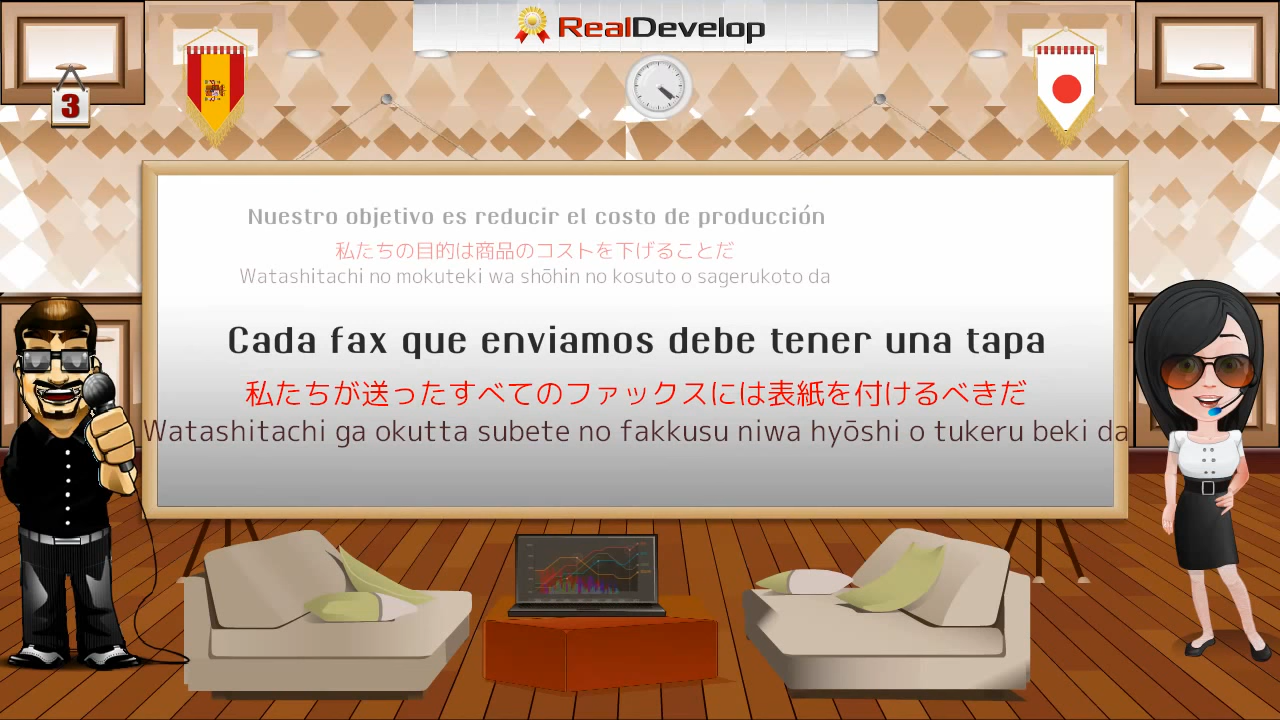 RealDevelop
3
Nuestro objetivo es reducir el costo de producción
私たちの目的は商品のコストを下げることだ
Watashitachi no mokuteki wa shōhin no kosuto o sagerukoto da
Cada fax que enviamos debe tener una tapa
私たちが送ったすべてのファックスには表紙を付けるべきだ
Watashitachi ga okutta subete no fakkusu niwa hyōshi o tukeru beki da